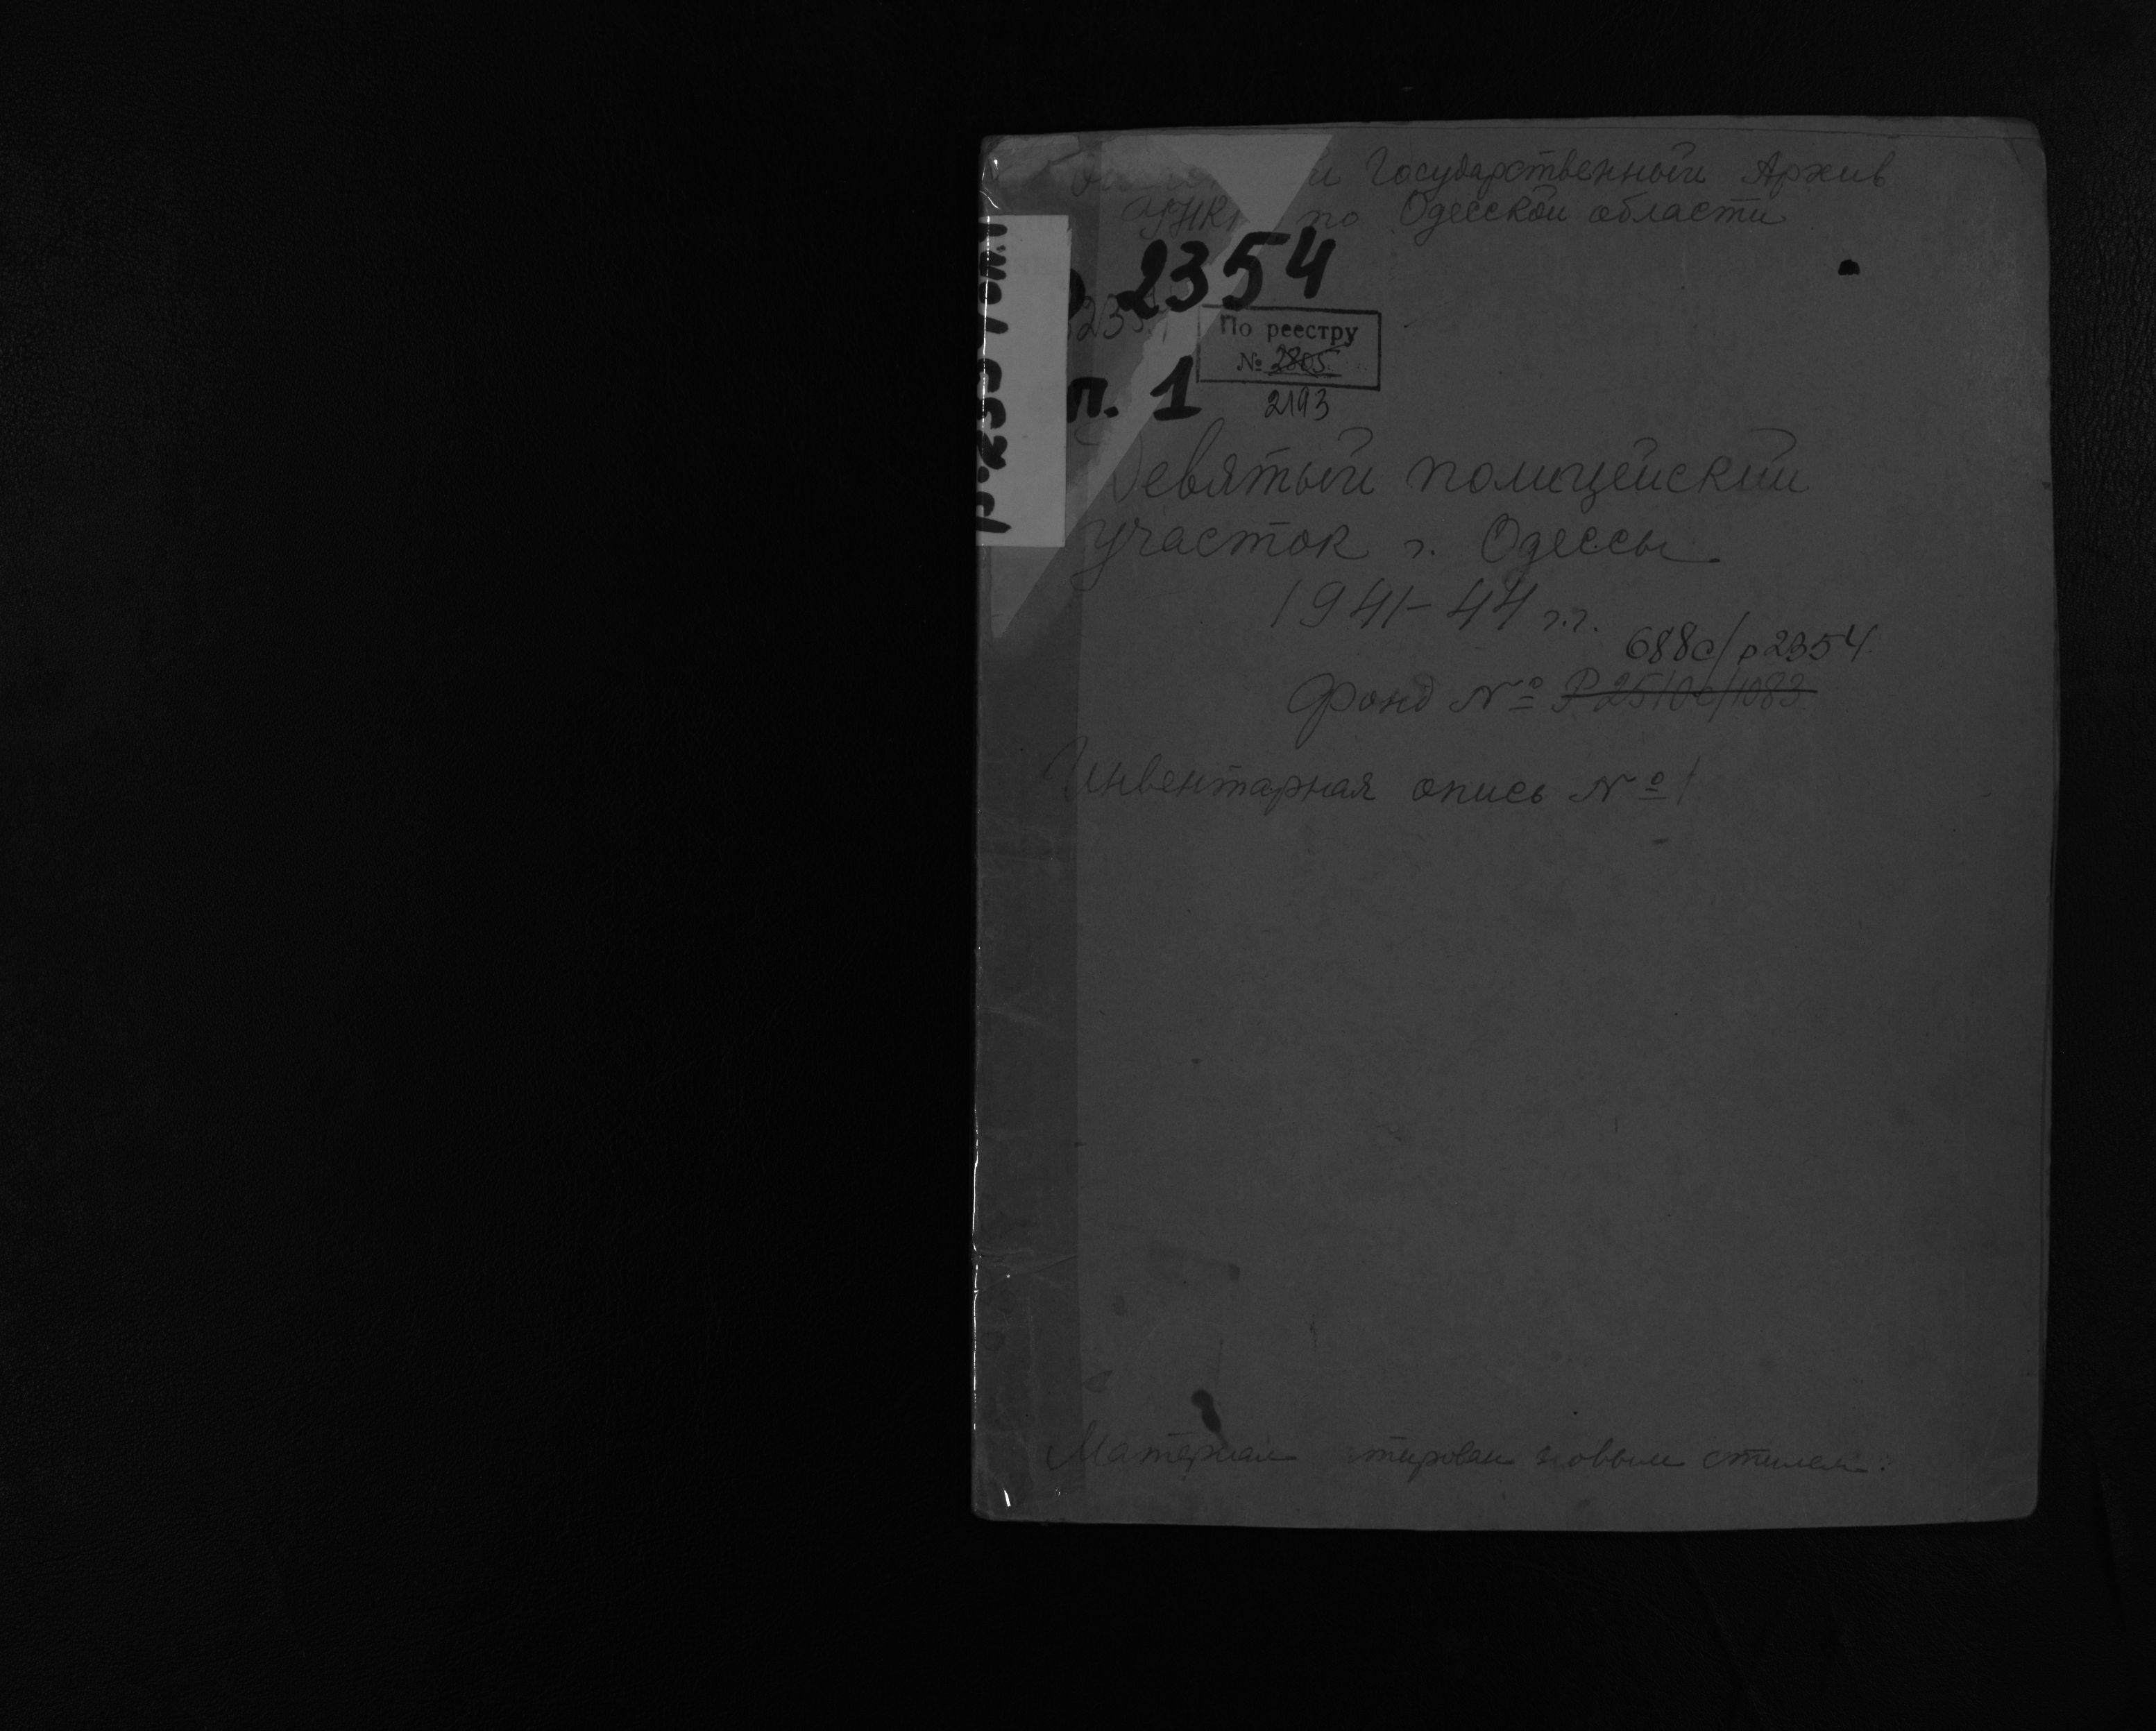 Государственный Архив
по Одесской области
2354
По реестру
№ 2805
2193
п. 1
Девятый полицейский
участок г. Одессы
1941-44 г.г.
688с/р2354
Фонд №
Инвентарная опись № 1
Материал новым стилем.